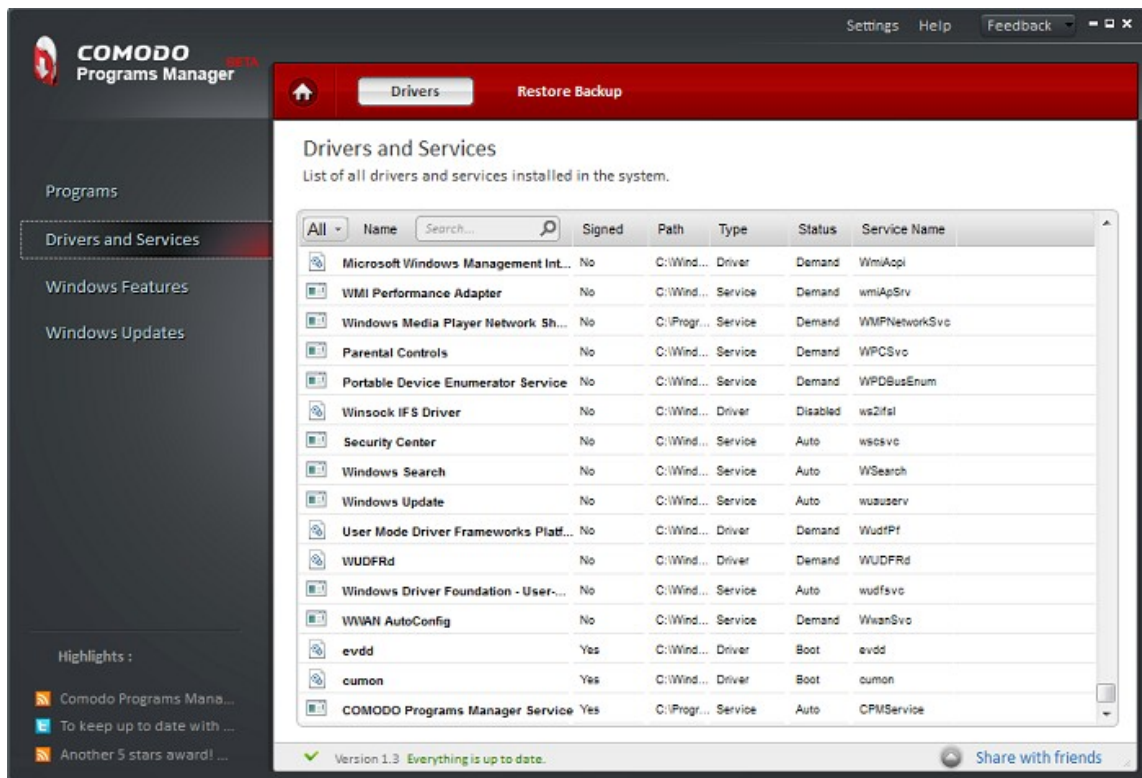 Settings Help Feedback
COMODO BETA
Programs Manager
Drivers Restore Backup
Programs
Drivers and Services
Windows Features
Windows Updates
Drivers and Services
List of all drivers and services installed in the system.
All Name Search... Signed Path Type Status Service Name
Microsoft Windows Management Int... No C:\Wind... Driver Demand WmiAcpi
WMI Performance Adapter No C:\Wind... Service Demand wmiApSrv
Windows Media Player Network Sh... No C:\Progr... Service Demand WMPNetworkSvc
Parental Controls No C:\Wind... Service Demand WPCSvc
Portable Device Enumerator Service No C:\Wind... Service Demand WPDBusEnum
Winsock IFS Driver No C:\Wind... Driver Disabled ws2ifsl
Security Center No C:\Wind... Service Auto wscsvc
Windows Search No C:\Wind... Service Auto WSearch
Windows Update No C:\Wind... Service Auto wuauserv
User Mode Driver Frameworks Platf... No C:\Wind... Driver Demand WudfPf
WUDFRd No C:\Wind... Driver Demand WUDFRd
Windows Driver Foundation - User-... No C:\Wind... Service Auto wudfsvc
WWAN AutoConfig No C:\Wind... Service Demand WwanSvc
evdd Yes C:\Wind... Driver Boot evdd
cumon Yes C:\Wind... Driver Boot cumon
COMODO Programs Manager Service Yes C:\Progr... Service Auto CPMService
Highlights :
Comodo Programs Mana...
To keep up to date with ...
Another 5 stars award! ...
Version 1.3 Everything is up to date. Share with friends